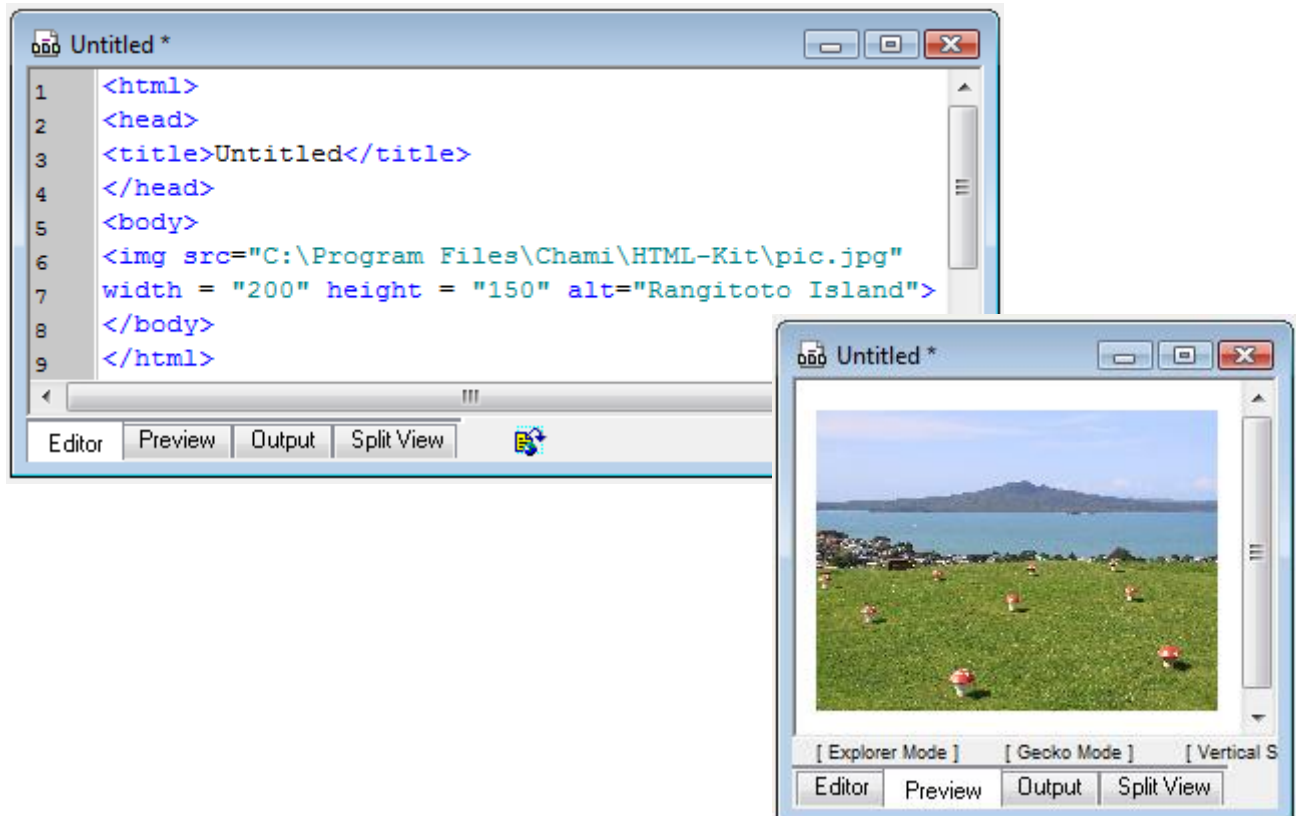 Untitled *
1 <html>
2 <head>
3 <title>Untitled</title>
4 </head>
5 <body>
6 <img src="C:\Program Files\Chami\HTML-Kit\pic.jpg"
7 width = "200" height = "150" alt="Rangitoto Island">
8 </body>
9 </html>
Editor Preview Output Split View
Untitled *
[ Explorer Mode ] [ Gecko Mode ] [ Vertical S
Editor Preview Output Split View